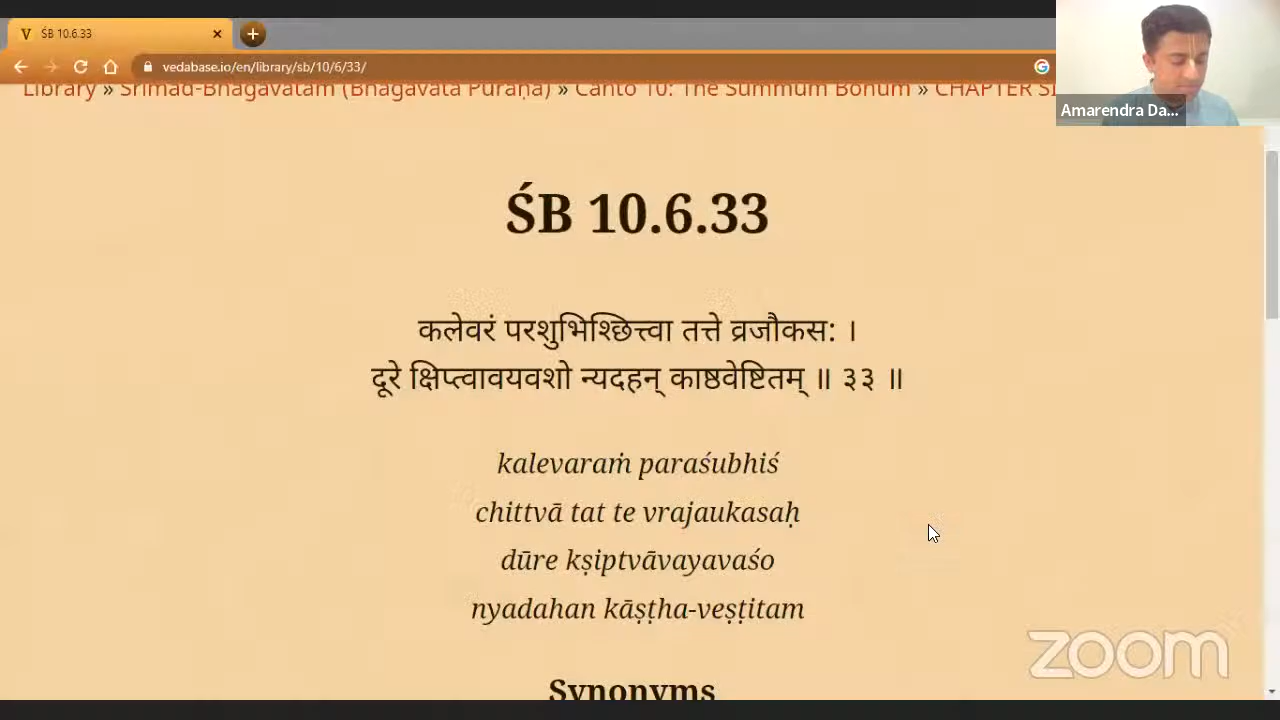 V ŚB 10.6.33
vedabase.io/en/library/sb/10/6/33/
Library » Śrīmad-Bhāgavatam (Bhāgavata Purāṇa) » Canto 10: The Summum Bonum » CHAPTER
Amarendra Da...
ŚB 10.6.33
कलेवरं परशुभिश्छित्त्वा तत्ते व्रजौकस: ।
दूरे क्षिप्‍त्वावयवशो न्यदहन् काष्ठवेष्टितम् ॥ ३३ ॥
kalevaraṁ paraśubhiś
chittvā tat te vrajaukasaḥ
dūre kṣiptvāvayavaśo
nyadahan kāṣṭha-veṣṭitam
zoom
Synonyms